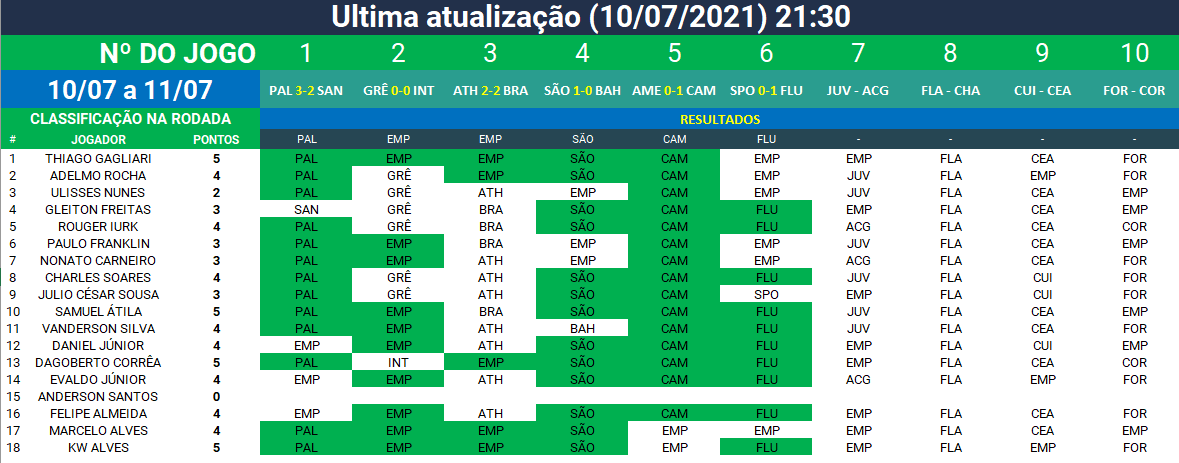 Ultima atualização (10/07/2021) 21:30
Nº DO JOGO 1 2 3 4 5 6 7 8 9 10
10/07 a 11/07 PAL 3-2 SAN GRÊ 0-0 INT ATH 2-2 BRA SÃO 1-0 BAH AME 0-1 CAM SPO 0-1 FLU JUV - ACG FLA - CHA CUI - CEA FOR - COR
CLASSIFICAÇÃO NA RODADA RESULTADOS
# JOGADOR PONTOS PAL EMP EMP SÃO CAM FLU - - - -
1 THIAGO GAGLIARI 5 PAL EMP EMP SÃO CAM EMP EMP FLA CEA FOR
2 ADELMO ROCHA 4 PAL GRÊ EMP SÃO CAM EMP JUV FLA CEA EMP
3 ULISSES NUNES 2 PAL GRÊ ATH EMP CAM EMP JUV FLA CEA EMP
4 GLEITON FREITAS 3 SAN GRÊ BRA SÃO CAM FLU EMP FLA CEA EMP
5 ROUGER IURK 4 PAL GRÊ BRA SÃO CAM FLU ACG FLA CEA COR
6 PAULO FRANKLIN 3 PAL EMP BRA EMP CAM EMP JUV FLA CEA EMP
7 NONATO CARNEIRO 3 PAL EMP ATH EMP CAM EMP ACG FLA CEA FOR
8 CHARLES SOARES 4 PAL GRÊ ATH SÃO CAM FLU JUV FLA CUI FOR
9 JULIO CÉSAR SOUSA 3 PAL GRÊ ATH SÃO CAM SPO EMP FLA CUI FOR
10 SAMUEL ÁTILA 5 PAL EMP BRA SÃO CAM FLU JUV FLA CEA EMP
11 VANDERSON SILVA 4 PAL EMP ATH BAH CAM FLU JUV FLA CEA FOR
12 DANIEL JÚNIOR 4 EMP EMP ATH SÃO CAM FLU EMP FLA CUI EMP
13 DAGOBERTO CORRÊA 5 PAL INT EMP SÃO CAM FLU EMP FLA CEA COR
14 EVALDO JÚNIOR 4 EMP EMP ATH SÃO CAM FLU ACG FLA EMP FOR
15 ANDERSON SANTOS 0
16 FELIPE ALMEIDA 4 EMP EMP ATH SÃO CAM FLU EMP FLA CEA FOR
17 MARCELO ALVES 4 PAL EMP EMP SÃO EMP EMP EMP FLA CEA FOR
18 KW ALVES 5 PAL EMP EMP SÃO EMP FLU EMP FLA EMP FOR